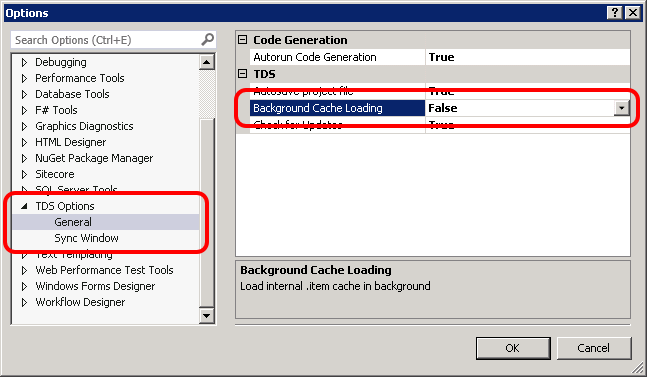 Options
Search Options (Ctrl+E)
Debugging
Performance Tools
Database Tools
F# Tools
Graphics Diagnostics
HTML Designer
NuGet Package Manager
Sitecore
SQL Server Tools
TDS Options
General
Sync Window
Text Templating
Web Performance Test Tools
Windows Forms Designer
Workflow Designer
Code Generation
Autorun Code Generation True
TDS
Autosave project file True
Background Cache Loading False
Check for Updates True
Background Cache Loading
Load internal .item cache in background
OK Cancel